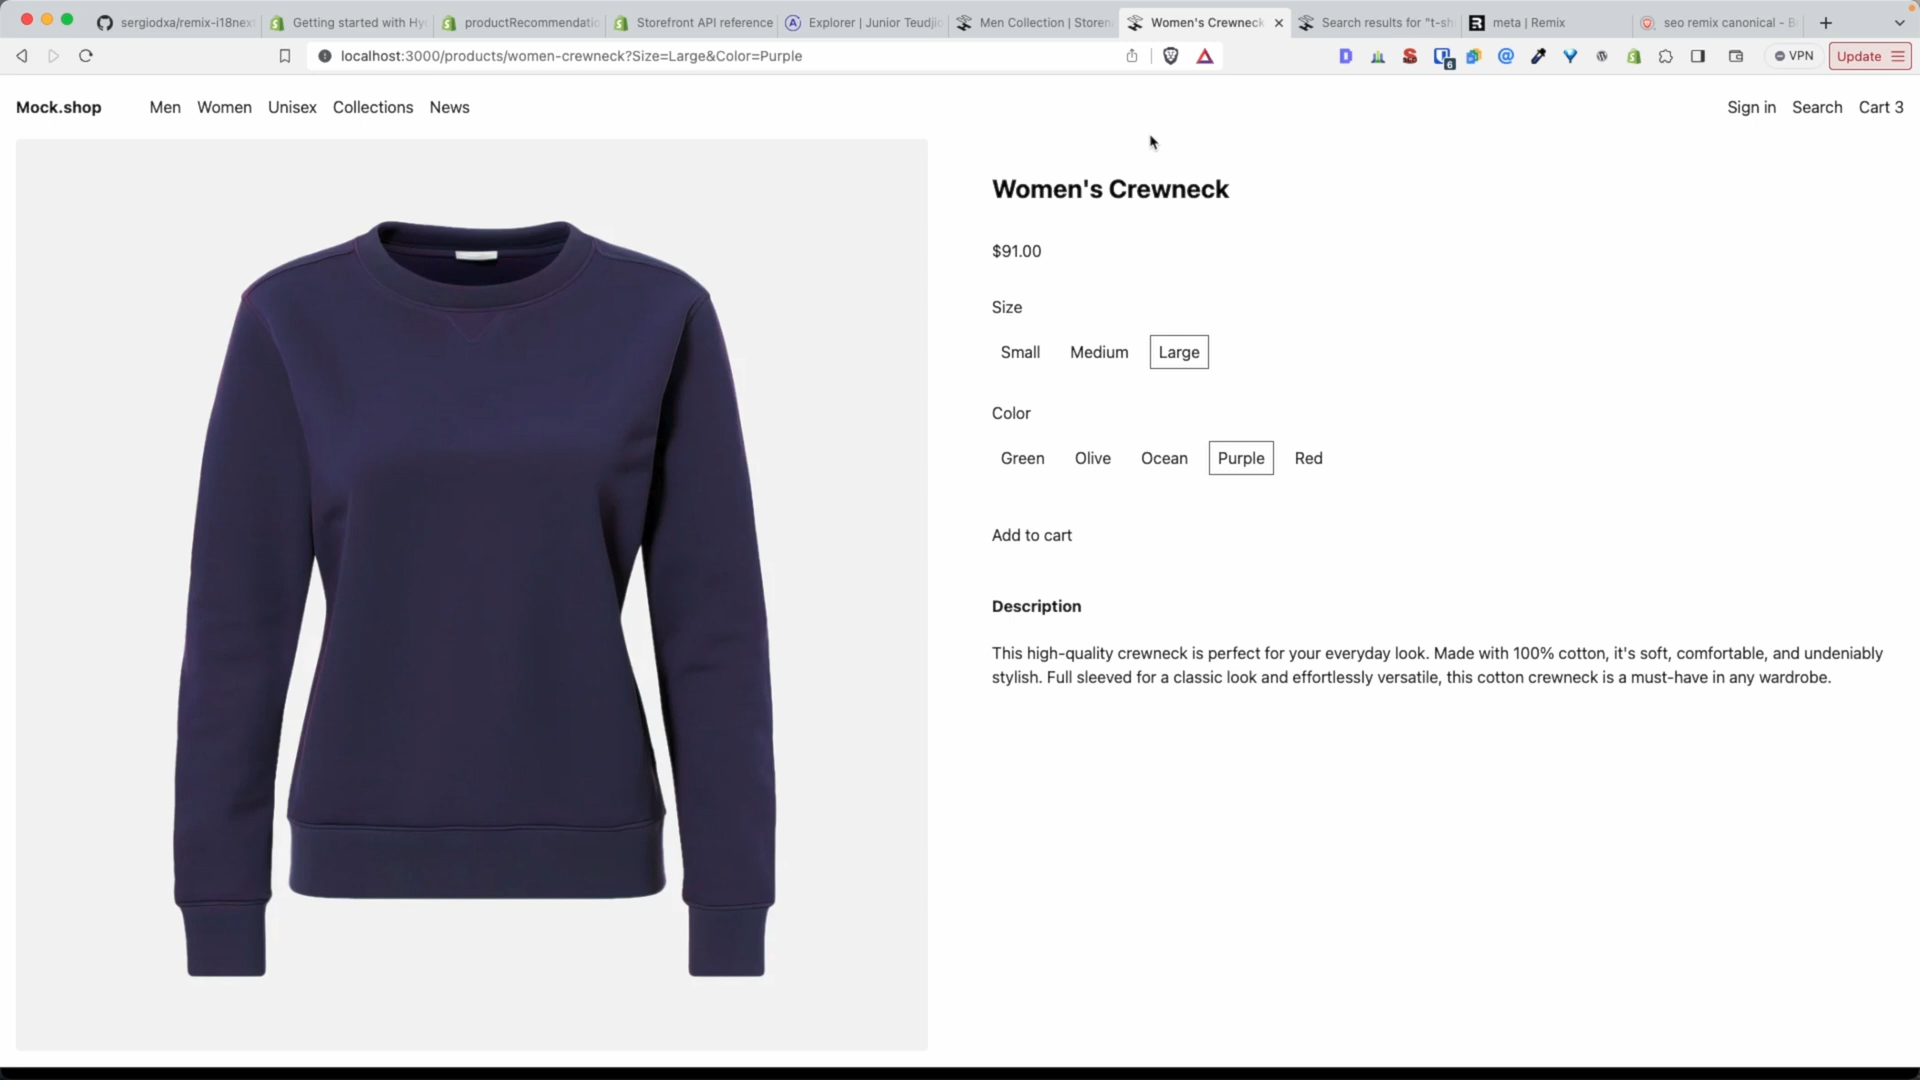 sergiodxa/remix-i18nex
Getting started with Hy
productRecommendatio
Storefront API reference
Explorer | Junior Teudji
Men Collection | Storen
Women's Crewneck
Search results for "t-sh
meta | Remix
seo remix canonical - B
localhost:3000/products/women-crewneck?Size=Large&Color=Purple
6
VPN
Update
Mock.shop
Men
Women
Unisex
Collections
News
Sign in
Search
Cart 3
Women's Crewneck
$91.00
Size
Small
Medium
Large
Color
Green
Olive
Ocean
Purple
Red
Add to cart
Description
This high-quality crewneck is perfect for your everyday look. Made with 100% cotton, it's soft, comfortable, and undeniably
stylish. Full sleeved for a classic look and effortlessly versatile, this cotton crewneck is a must-have in any wardrobe.